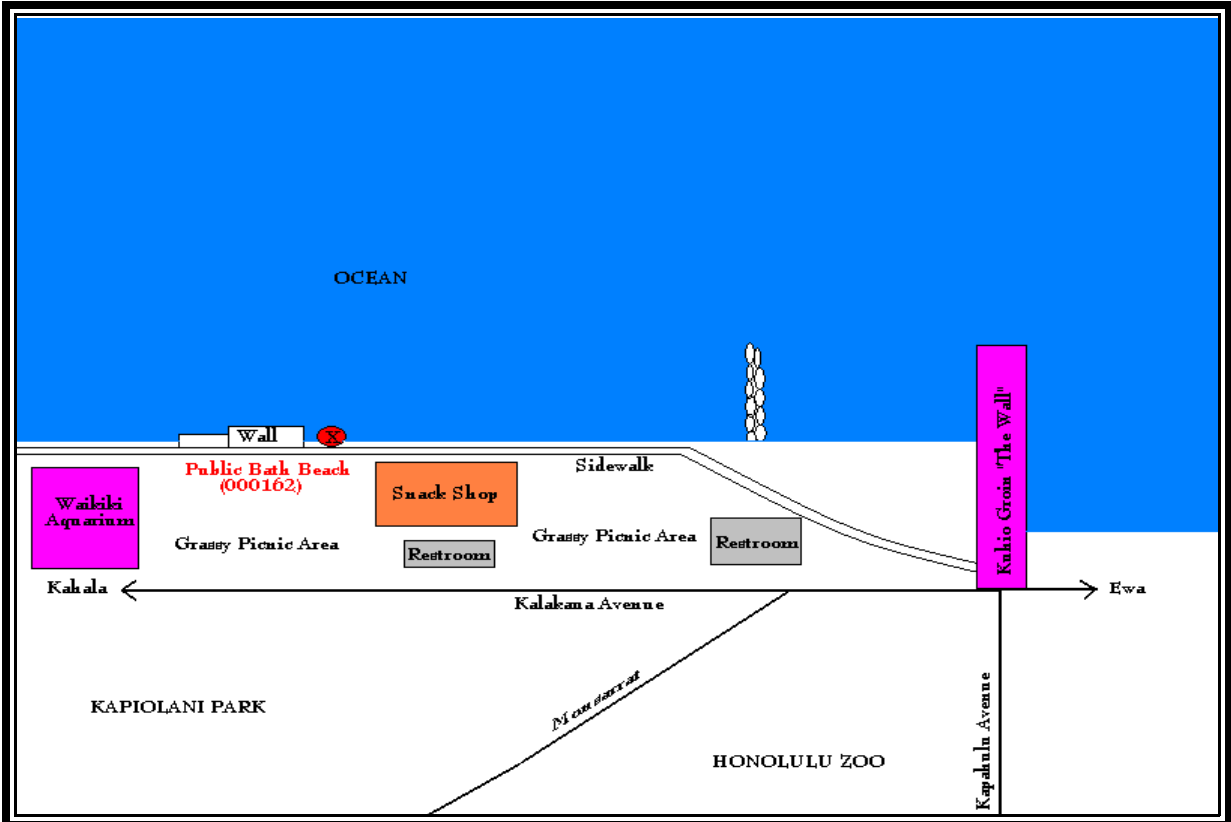 OCEAN
Wall
X
Public Bath Beach
(000162)
Sidewalk
Waikiki
Aquarium
Snack Shop
Grassy Picnic Area
Restroom
Grassy Picnic Area
Restroom
Kuhio Groin "The Wall"
Kahala
Ewa
Kalakana Avenue
Monsarrat
KAPIOLANI PARK
HONOLULU ZOO
Kapahulu Avenue